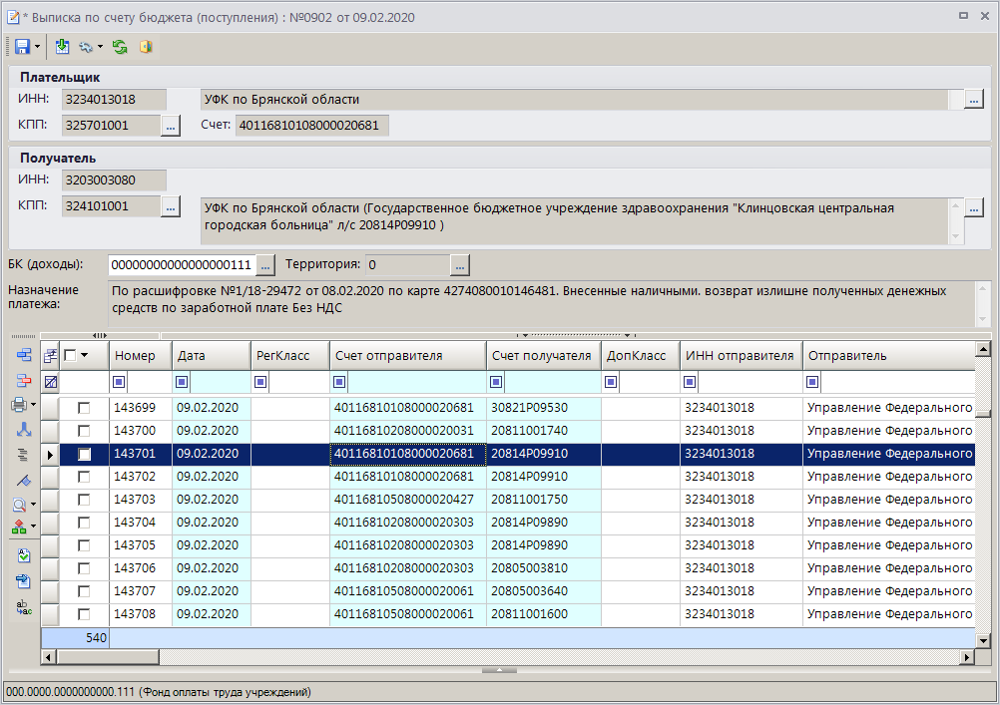 * Выписка по счету бюджета (поступления) : №0902 от 09.02.2020
Плательщик
ИНН: 3234013018 УФК по Брянской области ...
КПП: 325701001 ... Счет: 40116810108000020681
Получатель
ИНН: 3203003080
КПП: 324101001 ... УФК по Брянской области (Государственное бюджетное учреждение здравоохранения "Клинцовская центральная ...
городская больница" л/с 20814Р09910 )
БК (доходы): 00000000000000000111 ... Территория: 0 ...
Назначение платежа: По расшифровке №1/18-29472 от 08.02.2020 по карте 4274080010146481. Внесенные наличными. возврат излишне полученных денежных
средств по заработной плате Без НДС
Номер Дата РегКласс Счет отправителя Счет получателя ДопКласс ИНН отправителя Отправитель
143699 09.02.2020 40116810108000020681 30821Р09530 3234013018 Управление Федерального
143700 09.02.2020 40116810208000020031 20811001740 3234013018 Управление Федерального
143701 09.02.2020 40116810108000020681 20814Р09910 3234013018 Управление Федерального
143702 09.02.2020 40116810108000020681 20814Р09910 3234013018 Управление Федерального
143703 09.02.2020 40116810508000020427 20811001750 3234013018 Управление Федерального
143704 09.02.2020 40116810208000020303 20814Р09890 3234013018 Управление Федерального
143705 09.02.2020 40116810208000020303 20814Р09890 3234013018 Управление Федерального
143706 09.02.2020 40116810208000020303 20805003810 3234013018 Управление Федерального
143707 09.02.2020 40116810508000020061 20805003640 3234013018 Управление Федерального
143708 09.02.2020 40116810508000020061 20811001600 3234013018 Управление Федерального
540
000.0000.0000000000.111 (Фонд оплаты труда учреждений)